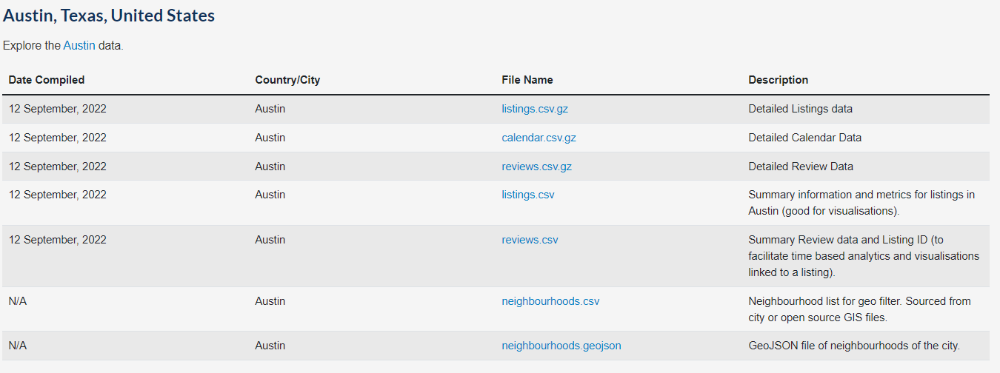 Austin, Texas, United States
Explore the Austin data.
Date Compiled Country/City File Name Description
12 September, 2022 Austin listings.csv.gz Detailed Listings data
12 September, 2022 Austin calendar.csv.gz Detailed Calendar Data
12 September, 2022 Austin reviews.csv.gz Detailed Review Data
12 September, 2022 Austin listings.csv Summary information and metrics for listings in
Austin (good for visualisations).
12 September, 2022 Austin reviews.csv Summary Review data and Listing ID (to
facilitate time based analytics and visualisations
linked to a listing).
N/A Austin neighbourhoods.csv Neighbourhood list for geo filter. Sourced from
city or open source GIS files.
N/A Austin neighbourhoods.geojson GeoJSON file of neighbourhoods of the city.